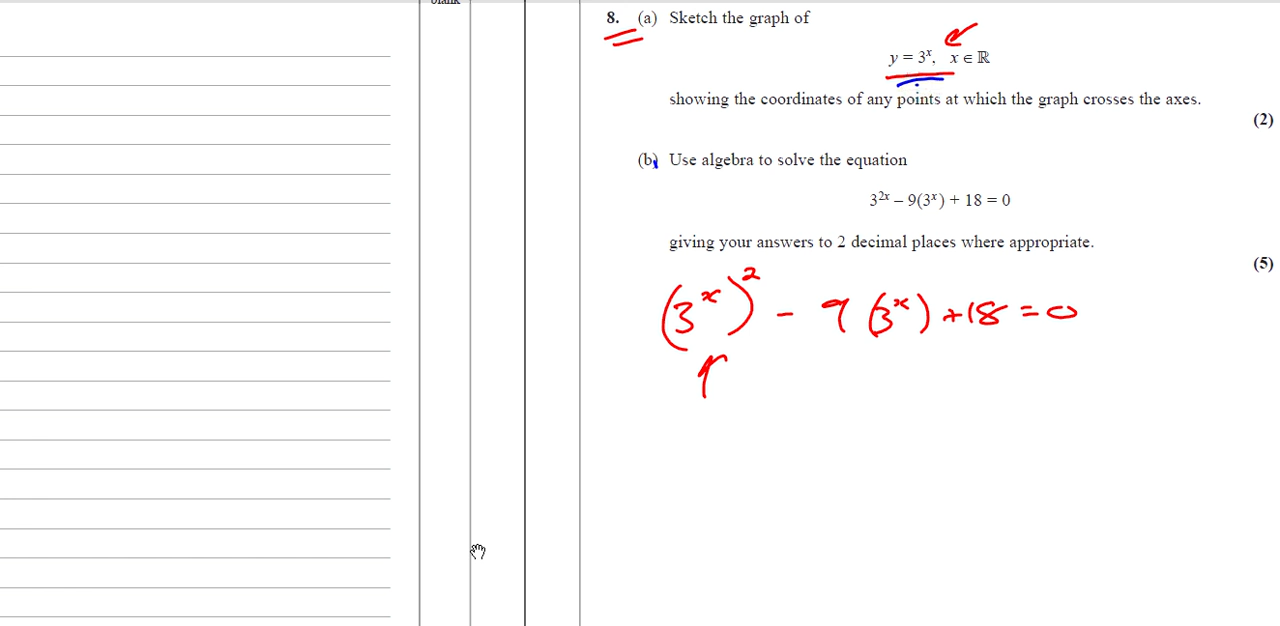 blank
8. (a) Sketch the graph of
y = 3ˣ, x ∈ ℝ
showing the coordinates of any points at which the graph crosses the axes.
(2)
(b) Use algebra to solve the equation
3²ˣ – 9(3ˣ) + 18 = 0
giving your answers to 2 decimal places where appropriate.
(5)
(3ˣ)² - 9(3ˣ) + 18 = 0